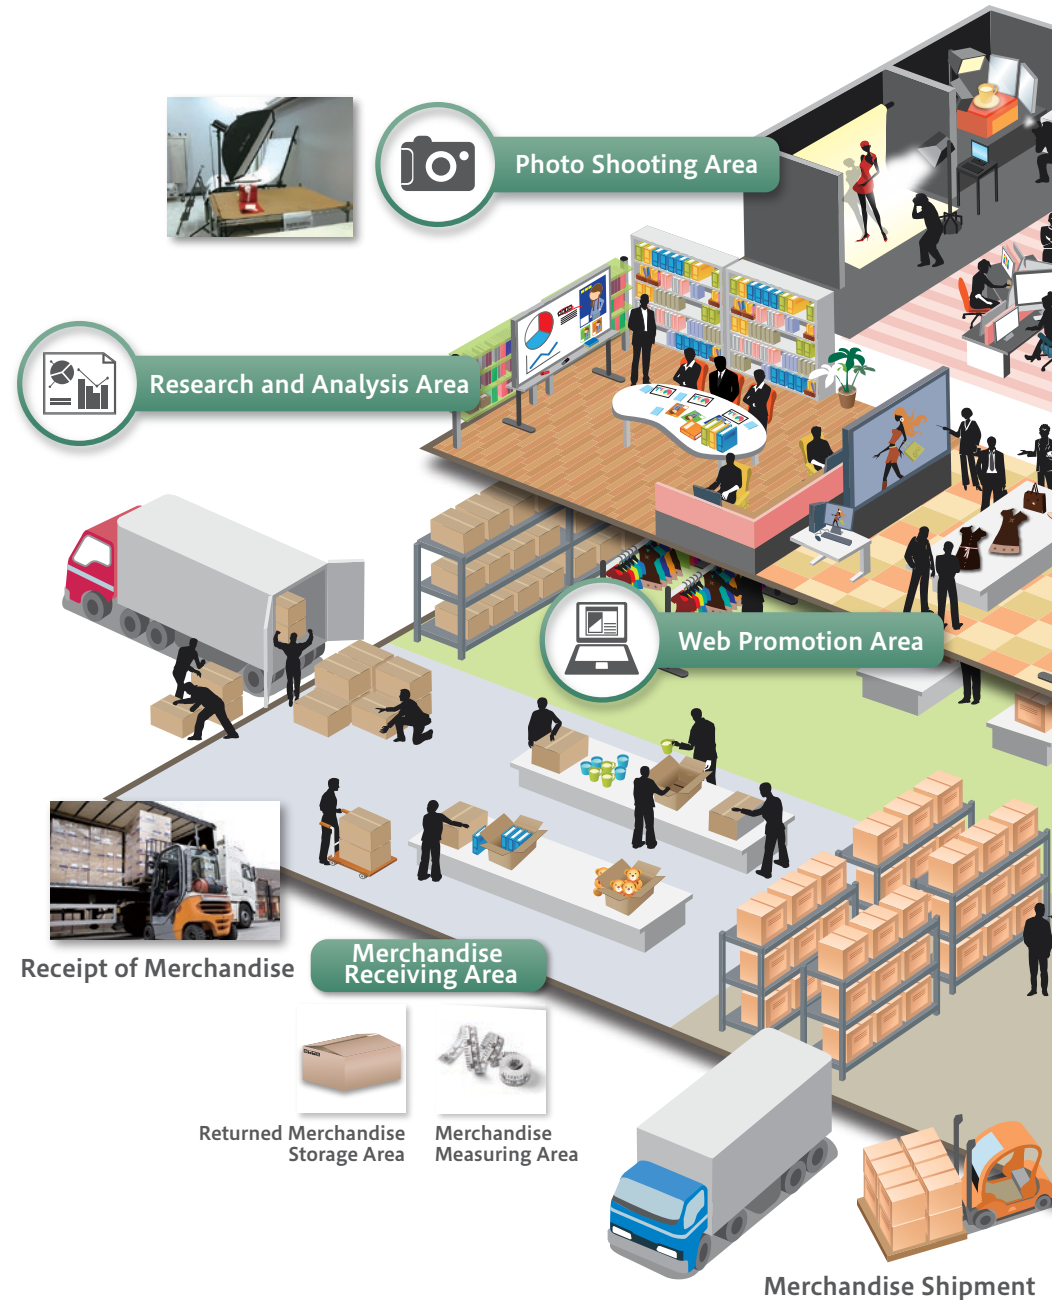 Photo Shooting Area
Research and Analysis Area
Web Promotion Area
Receipt of Merchandise
Merchandise
Receiving Area
Returned Merchandise
Storage Area
Merchandise
Measuring Area
Merchandise Shipment